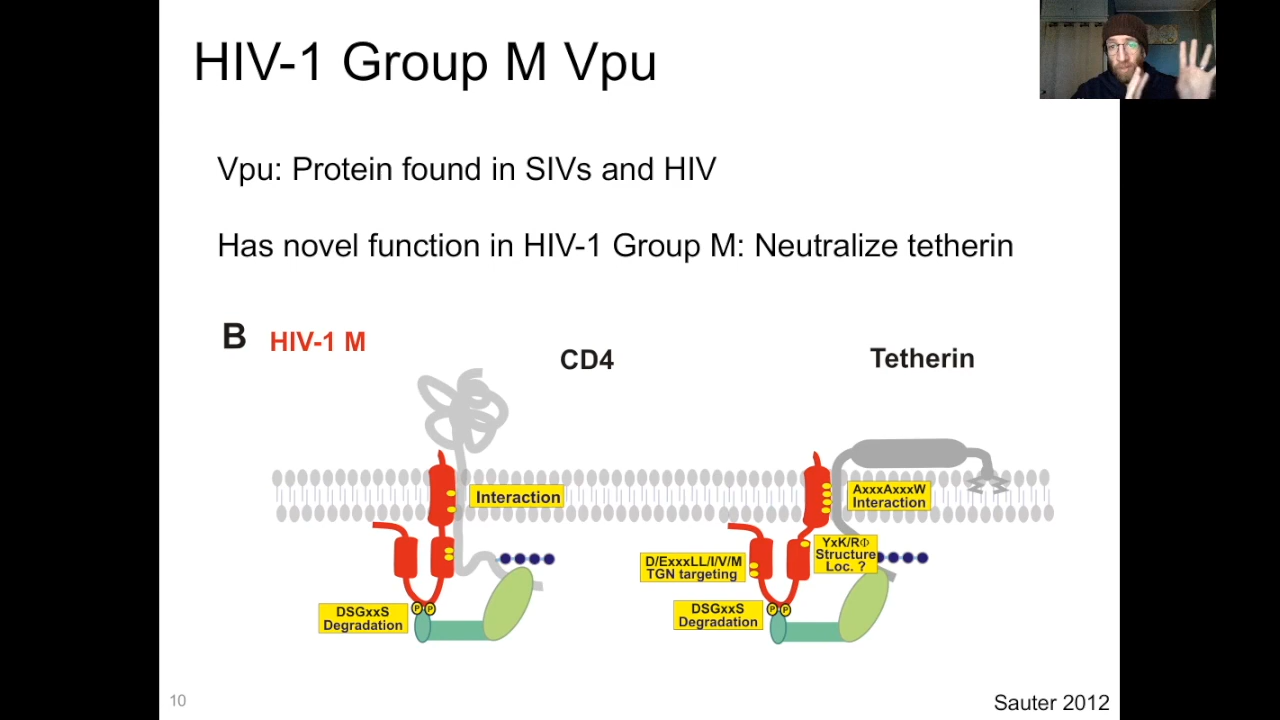 HIV-1 Group M Vpu
Vpu: Protein found in SIVs and HIV
Has novel function in HIV-1 Group M: Neutralize tetherin
B HIV-1 M
CD4
Tetherin
Interaction
DSGxxS
Degradation
P P
AxxxAxxxW
Interaction
YxK/RΦ
Structure
Loc. ?
D/ExxxLL/I/V/M
TGN targeting
DSGxxS
Degradation
P P
10
Sauter 2012